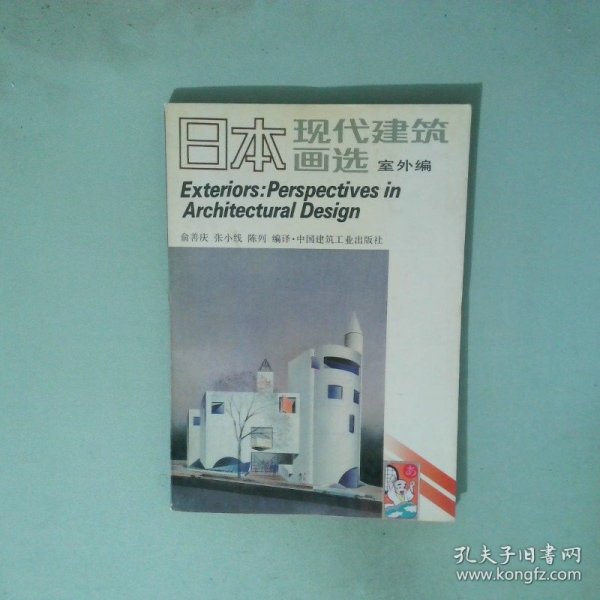 日本 现代建筑
画选 室外编
Exteriors:Perspectives in
Architectural Design
俞善庆 张小线 陈列 编译·中国建筑工业出版社
あ
孔夫子旧书网
www.kongfz.com